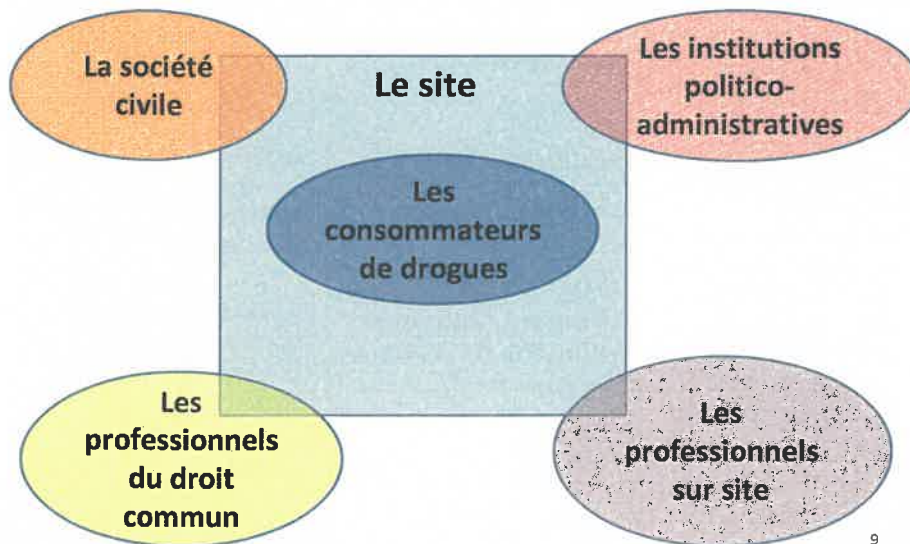 La société
civile
Le site
Les institutions
politico-
administratives
Les
consommateurs
de drogues
Les
professionnels
du droit
commun
Les
professionnels
sur site
9